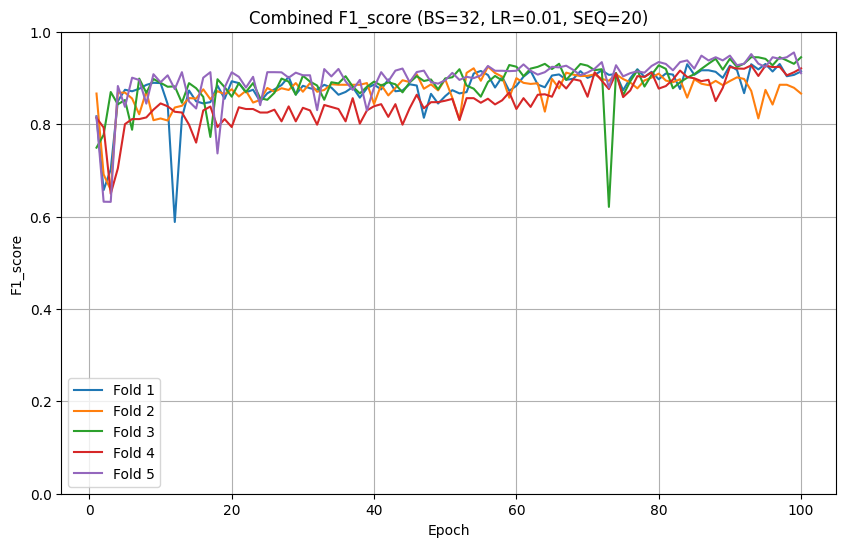 Combined F1_score (BS=32, LR=0.01, SEQ=20)
1.0
0.8
0.6
0.4
0.2
0.0
F1_score
Fold 1
Fold 2
Fold 3
Fold 4
Fold 5
0 20 40 60 80 100
Epoch